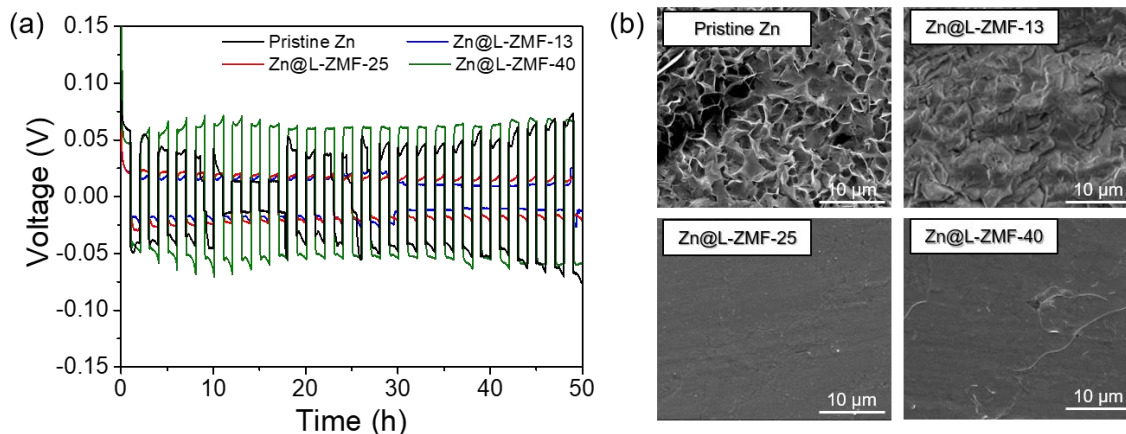 (a)
0.15
0.10
0.05
0.00
-0.05
-0.10
-0.15
Voltage (V)
Pristine Zn
Zn@L-ZMF-13
Zn@L-ZMF-25
Zn@L-ZMF-40
0 10 20 30 40 50
Time (h)
(b)
Pristine Zn
10 μm
Zn@L-ZMF-13
10 μm
Zn@L-ZMF-25
10 μm
Zn@L-ZMF-40
10 μm